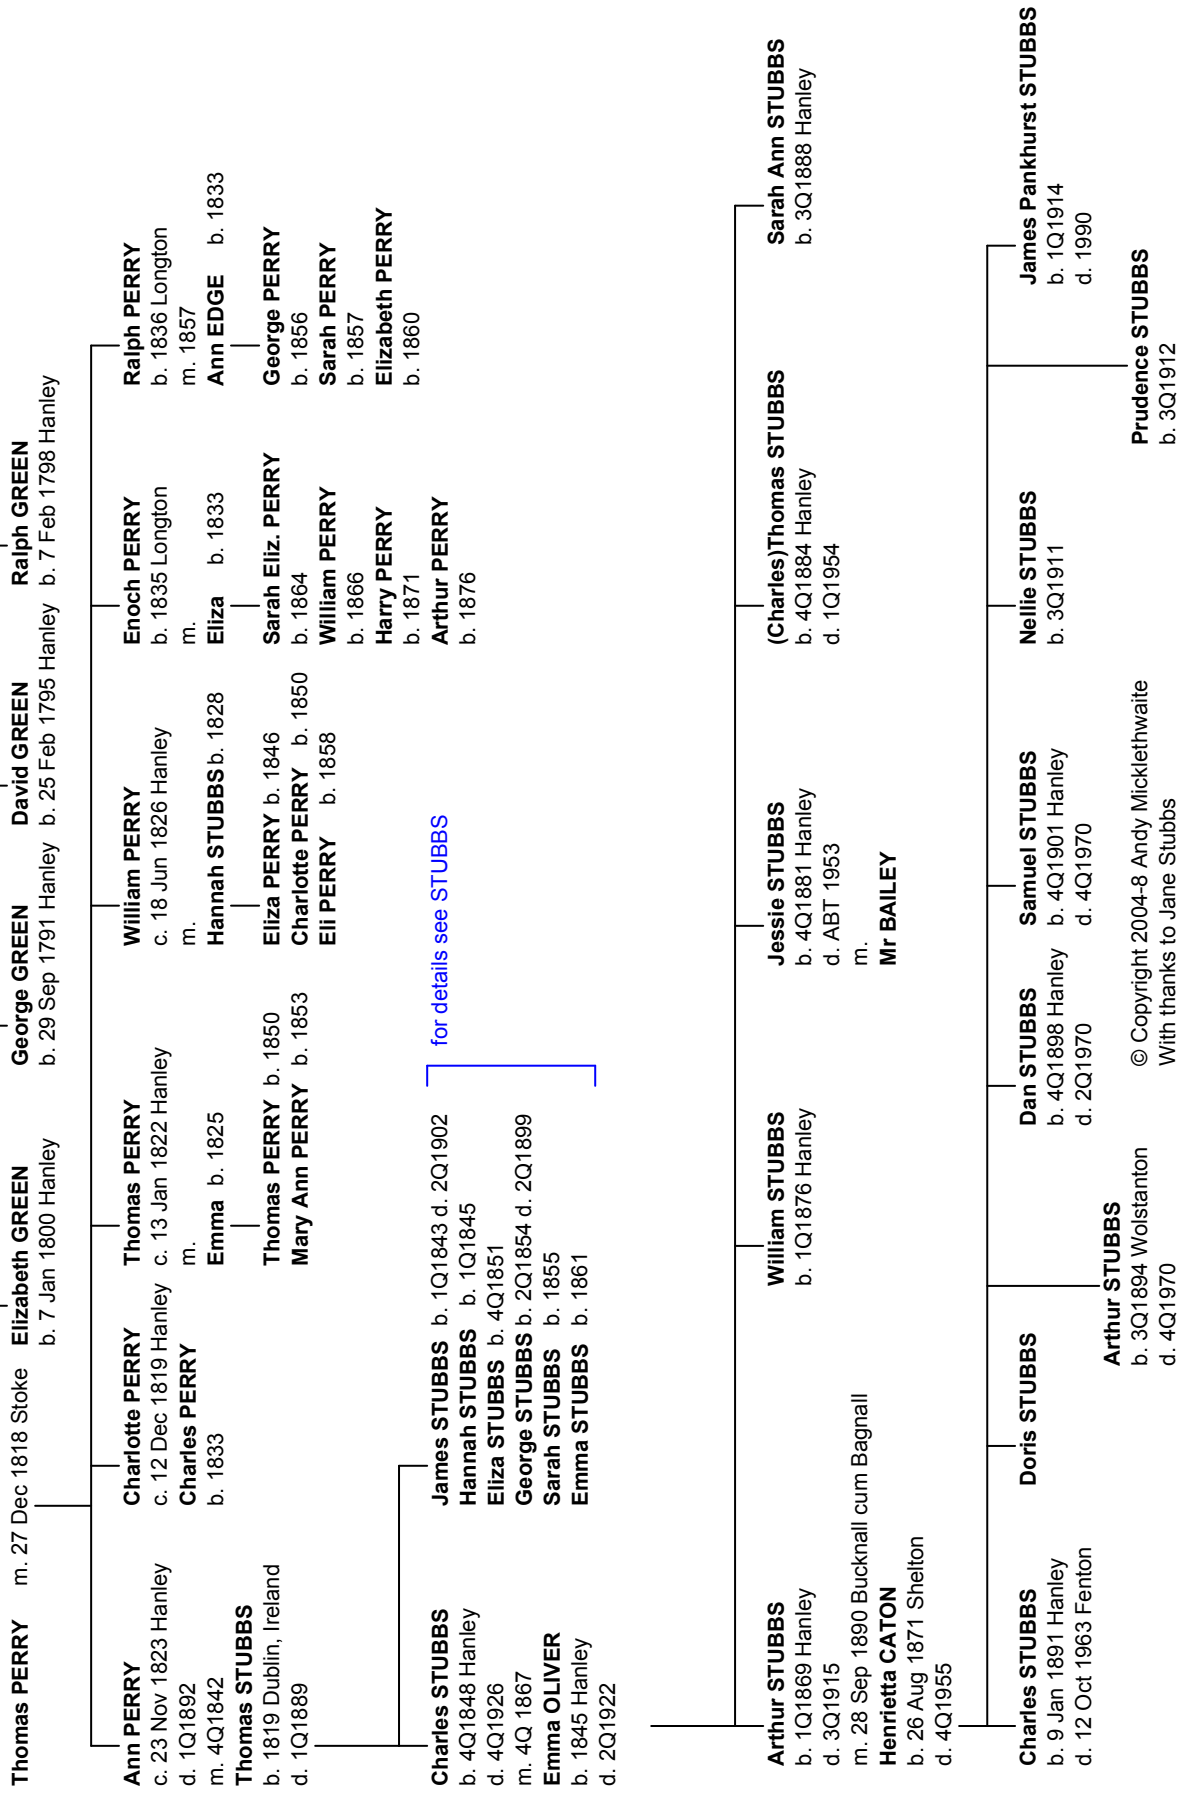 Thomas PERRY m. 27 Dec 1818 Stoke Elizabeth GREEN
b. 7 Jan 1800 Hanley
George GREEN
b. 29 Sep 1791 Hanley
David GREEN
b. 25 Feb 1795 Hanley
Ralph GREEN
b. 7 Feb 1798 Hanley
Ann PERRY
c. 23 Nov 1823 Hanley
d. 1Q1892
m. 4Q1842
Thomas STUBBS
b. 1819 Dublin, Ireland
d. 1Q1889
Charlotte PERRY
c. 12 Dec 1819 Hanley
Charles PERRY
b. 1833
Thomas PERRY
c. 13 Jan 1822 Hanley
m.
Emma b. 1825
Thomas PERRY b. 1850
Mary Ann PERRY b. 1853
William PERRY
c. 18 Jun 1826 Hanley
m.
Hannah STUBBS b. 1828
Eliza PERRY b. 1846
Charlotte PERRY b. 1850
Eli PERRY b. 1858
Enoch PERRY
b. 1835 Longton
m.
Eliza b. 1833
Sarah Eliz. PERRY
b. 1864
William PERRY
b. 1866
Harry PERRY
b. 1871
Arthur PERRY
b. 1876
Ralph PERRY
b. 1836 Longton
m. 1857
Ann EDGE b. 1833
George PERRY
b. 1856
Sarah PERRY
b. 1857
Elizabeth PERRY
b. 1860
Charles STUBBS
b. 4Q1848 Hanley
d. 4Q1926
m. 4Q 1867
Emma OLIVER
b. 1845 Hanley
d. 2Q1922
James STUBBS b. 1Q1843 d. 2Q1902
Hannah STUBBS b. 1Q1845
Eliza STUBBS b. 4Q1851
George STUBBS b. 2Q1854 d. 2Q1899
Sarah STUBBS b. 1855
Emma STUBBS b. 1861
for details see STUBBS
Arthur STUBBS
b. 1Q1869 Hanley
d. 3Q1915
m. 28 Sep 1890 Bucknall cum Bagnall
Henrietta CATON
b. 26 Aug 1871 Shelton
d. 4Q1955
William STUBBS
b. 1Q1876 Hanley
Jessie STUBBS
b. 4Q1881 Hanley
d. ABT 1953
m.
Mr BAILEY
(Charles)Thomas STUBBS
b. 4Q1884 Hanley
d. 1Q1954
Sarah Ann STUBBS
b. 3Q1888 Hanley
Charles STUBBS
b. 9 Jan 1891 Hanley
d. 12 Oct 1963 Fenton
Doris STUBBS
Arthur STUBBS
b. 3Q1894 Wolstanton
d. 4Q1970
Dan STUBBS
b. 4Q1898 Hanley
d. 2Q1970
Samuel STUBBS
b. 4Q1901 Hanley
d. 4Q1970
Nellie STUBBS
b. 3Q1911
Prudence STUBBS
b. 3Q1912
James Pankhurst STUBBS
b. 1Q1914
d. 1990
© Copyright 2004-8 Andy Micklethwaite
With thanks to Jane Stubbs